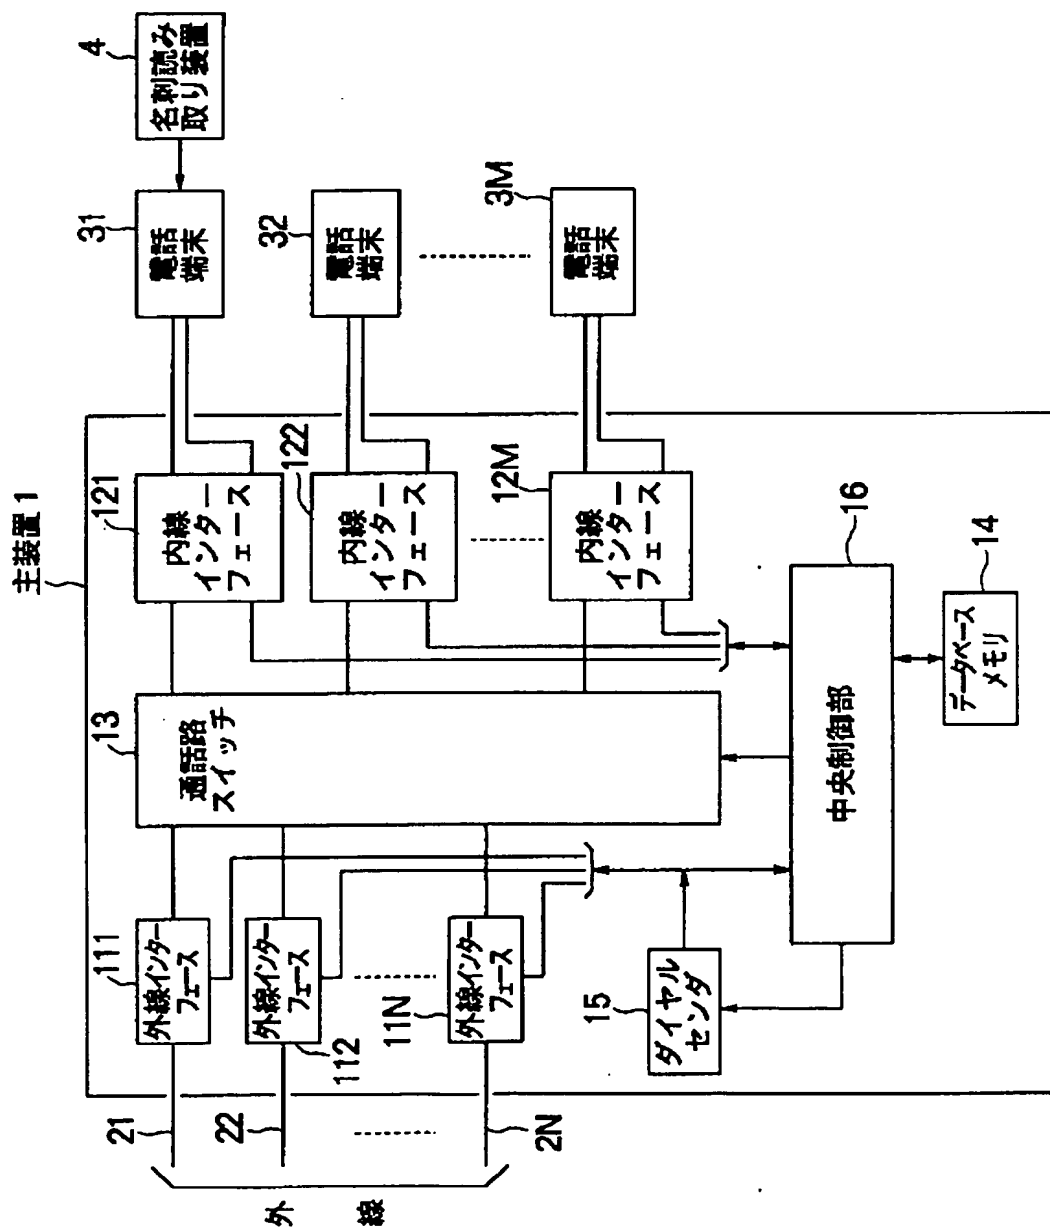 主装置1
外線
21
22
2N
111
外線インター
フェース
112
外線インター
フェース
11N
外線インター
フェース
13
通話路
スイッチ
121
内線
インター
フェース
122
内線
インター
フェース
12M
内線
インター
フェース
31
電話
端末
32
電話
端末
3M
電話
端末
4
名刺読み
取り装置
15
ダイヤル
センダ
16
中央制御部
14
データベース
メモリ